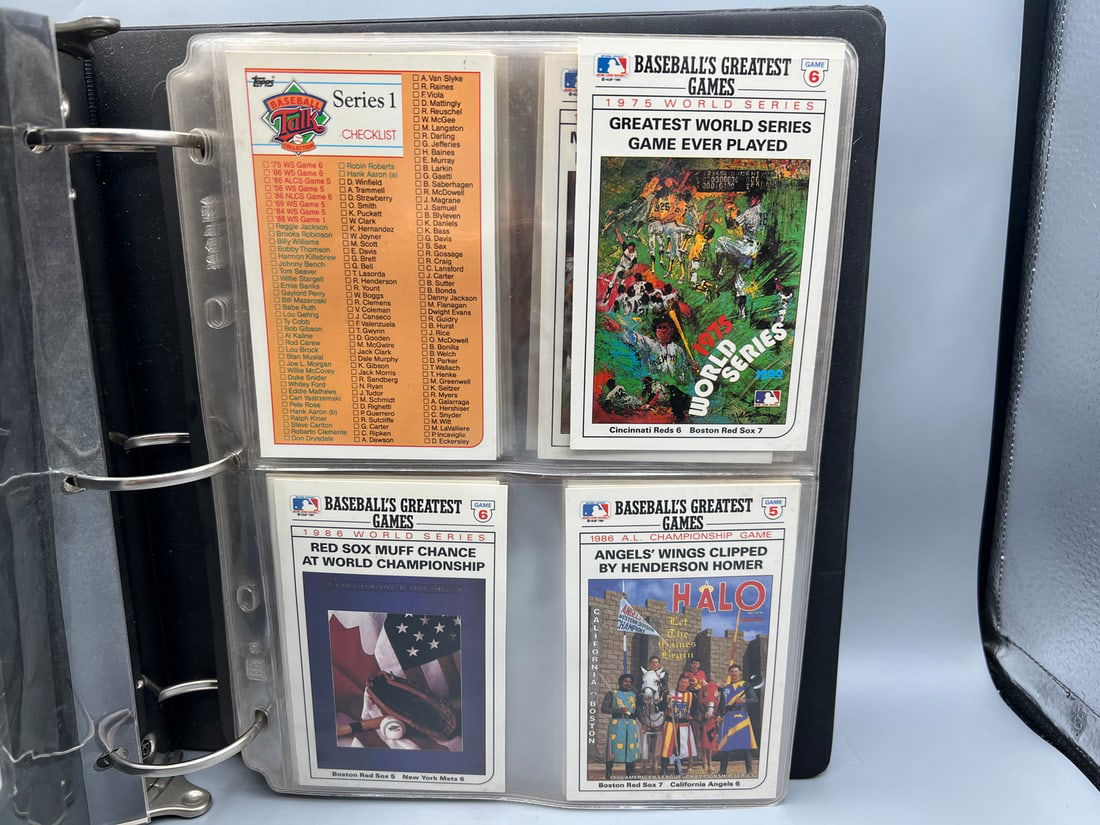 Topps
BASEBALL
Talk
COLLECTION
Series 1
CHECKLIST
'75 WS Game 6
'86 WS Game 6
'86 ALCS Game 5
'56 WS Game 5
'86 NLCS Game 6
'69 WS Game 5
'84 WS Game 5
'88 WS Game 1
Reggie Jackson
Brooks Robinson
Billy Williams
Bobby Thomson
Harmon Killebrew
Johnny Bench
Tom Seaver
Willie Stargell
Ernie Banks
Gaylord Perry
Bill Mazeroski
Babe Ruth
Lou Gehrig
Ty Cobb
Bob Gibson
Al Kaline
Rod Carew
Lou Brock
Stan Musial
Joe L. Morgan
Willie McCovey
Duke Snider
Whitey Ford
Eddie Mathews
Carl Yastrzemski
Pete Rose
Hank Aaron (b)
Ralph Kiner
Steve Carlton
Roberto Clemente
Don Drysdale
Robin Roberts
Hank Aaron (a)
D. Winfield
A. Trammell
D. Strawberry
O. Smith
K. Puckett
W. Clark
K. Hernandez
W. Joyner
M. Scott
E. Davis
G. Brett
G. Bell
T. Lasorda
R. Henderson
R. Yount
W. Boggs
R. Clemens
V. Coleman
J. Canseco
F. Valenzuela
T. Gwynn
D. Gooden
M. McGwire
Jack Clark
Dale Murphy
K. Gibson
Jack Morris
R. Sandberg
N. Ryan
J. Tudor
M. Schmidt
D. Righetti
P. Guerrero
R. Sutcliffe
G. Carter
C. Ripken
A. Dawson
A. Van Slyke
R. Raines
F. Viola
D. Mattingly
R. Reuschel
W. McGee
M. Langston
R. Darling
G. Jefferies
H. Baines
E. Murray
B. Larkin
G. Gaetti
B. Saberhagen
R. McDowell
J. Magrane
J. Samuel
B. Blyleven
K. Daniels
K. Bass
G. Davis
S. Sax
R. Gossage
R. Craig
C. Lansford
J. Carter
B. Sutter
B. Bonds
Danny Jackson
M. Flanagan
Dwight Evans
R. Guidry
B. Hurst
J. Rice
O. McDowell
B. Bonilla
B. Welch
D. Parker
T. Wallach
T. Henke
M. Greenwell
K. Seitzer
R. Myers
A. Galarraga
O. Hershiser
C. Snyder
M. Witt
M. LaValliere
P. Incaviglia
D. Eckersley
BASEBALL'S GREATEST
GAMES
GAME
6
1975 WORLD SERIES
GREATEST WORLD SERIES
GAME EVER PLAYED
1975
WORLD
SERIES
Cincinnati Reds 6 Boston Red Sox 7
BASEBALL'S GREATEST
GAMES
GAME
6
1986 WORLD SERIES
RED SOX MUFF CHANCE
AT WORLD CHAMPIONSHIP
Boston Red Sox 5 New York Mets 6
BASEBALL'S GREATEST
GAMES
GAME
5
1986 A.L. CHAMPIONSHIP GAME
ANGELS' WINGS CLIPPED
BY HENDERSON HOMER
HALO
Let
The
Games
Begin
CALIFORNIA
BOSTON
Boston Red Sox 7 California Angels 6